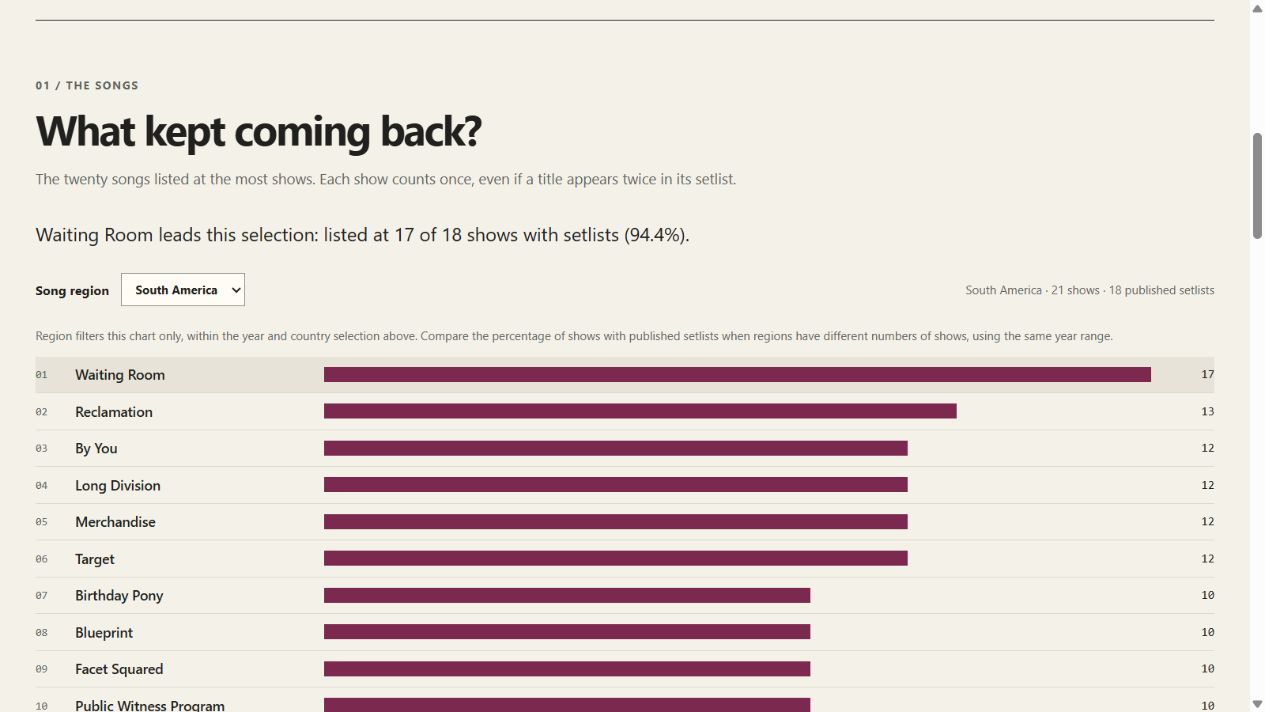 01 / THE SONGS
What kept coming back?
The twenty songs listed at the most shows. Each show counts once, even if a title appears twice in its setlist.
Waiting Room leads this selection: listed at 17 of 18 shows with setlists (94.4%).
Song region South America South America · 21 shows · 18 published setlists
Region filters this chart only, within the year and country selection above. Compare the percentage of shows with published setlists when regions have different numbers of shows, using the same year range.
01 Waiting Room 17
02 Reclamation 13
03 By You 12
04 Long Division 12
05 Merchandise 12
06 Target 12
07 Birthday Pony 10
08 Blueprint 10
09 Facet Squared 10
10 Public Witness Program 10